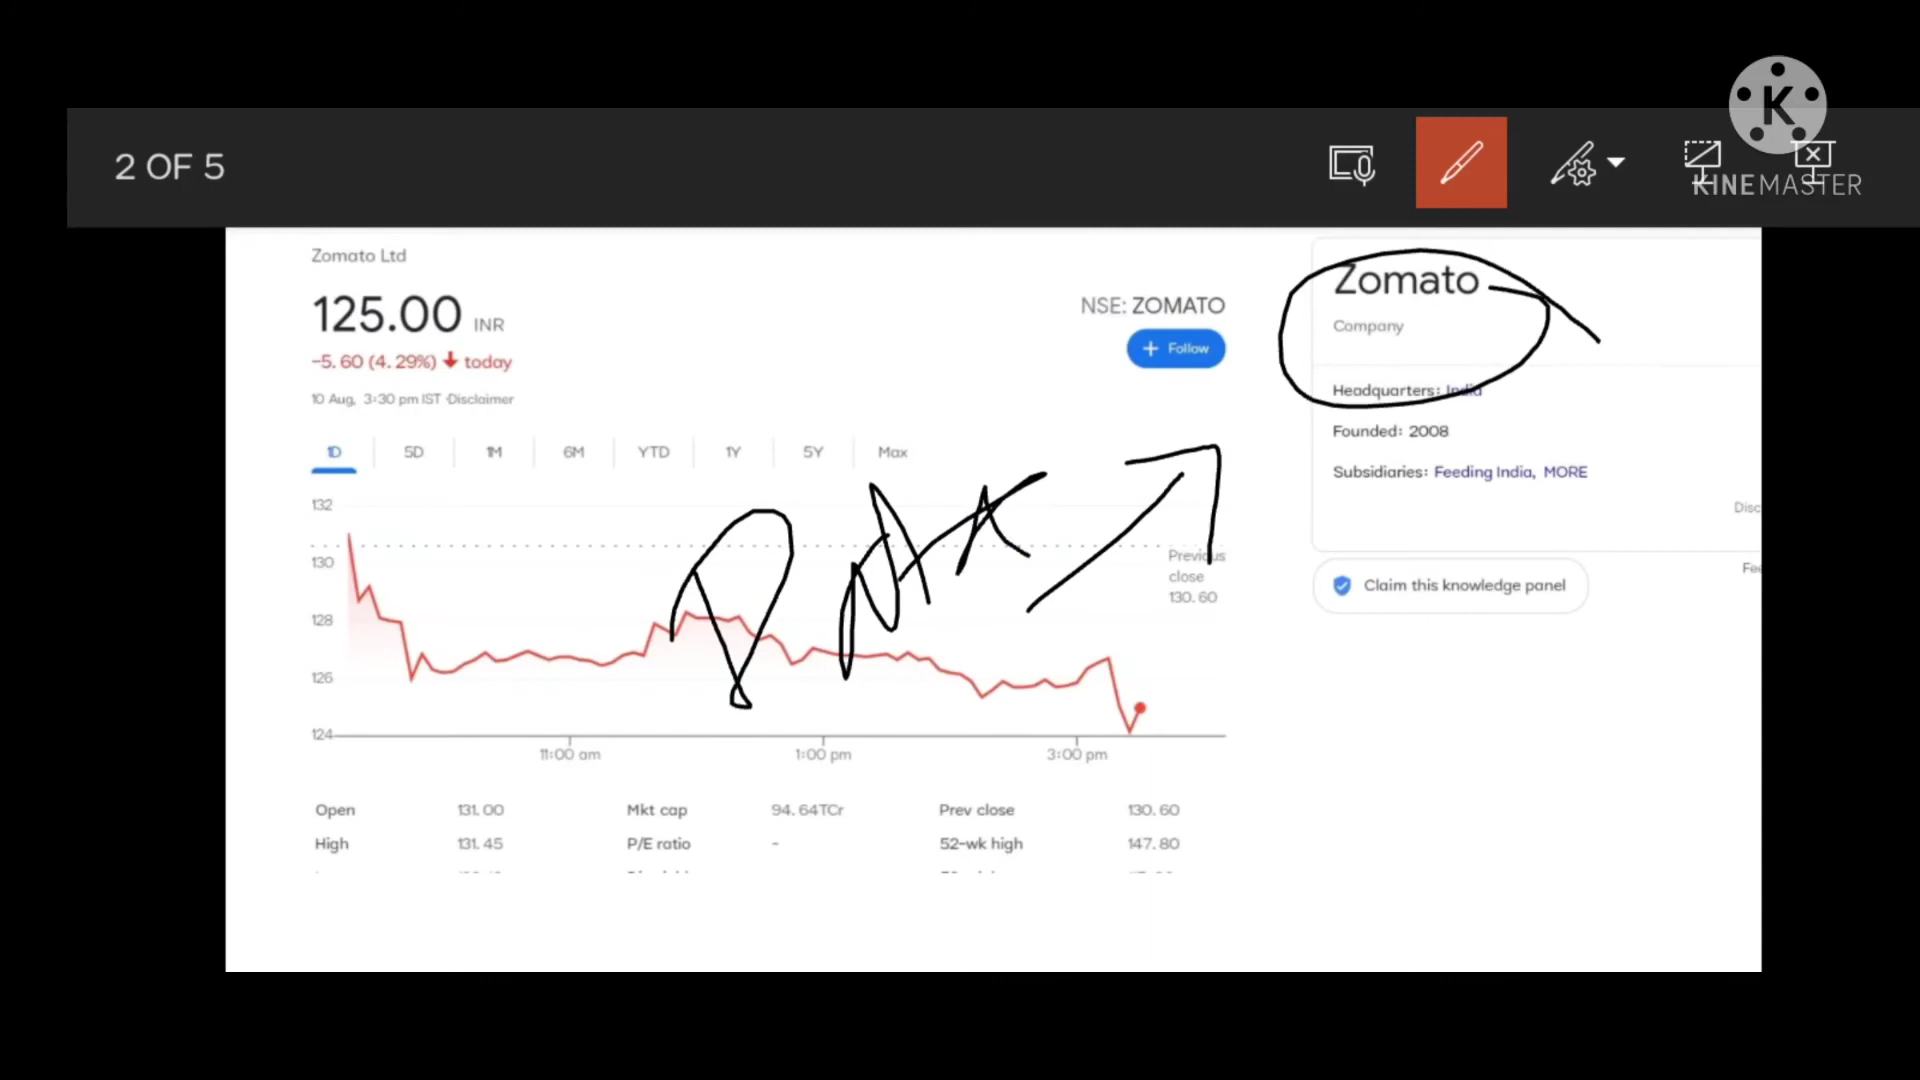 2 OF 5
KINEMASTER
Zomato Ltd
125.00 INR
−5.60 (4.29%) today
10 Aug, 3:30 pm IST · Disclaimer
NSE: ZOMATO
+ Follow
1D 5D 1M 6M YTD 1Y 5Y Max
132
130
128
126
124
Previous
close
130.60
11:00 am 1:00 pm 3:00 pm
Open 131.00 Mkt cap 94.64TCr Prev close 130.60
High 131.45 P/E ratio - 52-wk high 147.80
Zomato
Company
Headquarters: India
Founded: 2008
Subsidiaries: Feeding India, MORE
Disc
Claim this knowledge panel